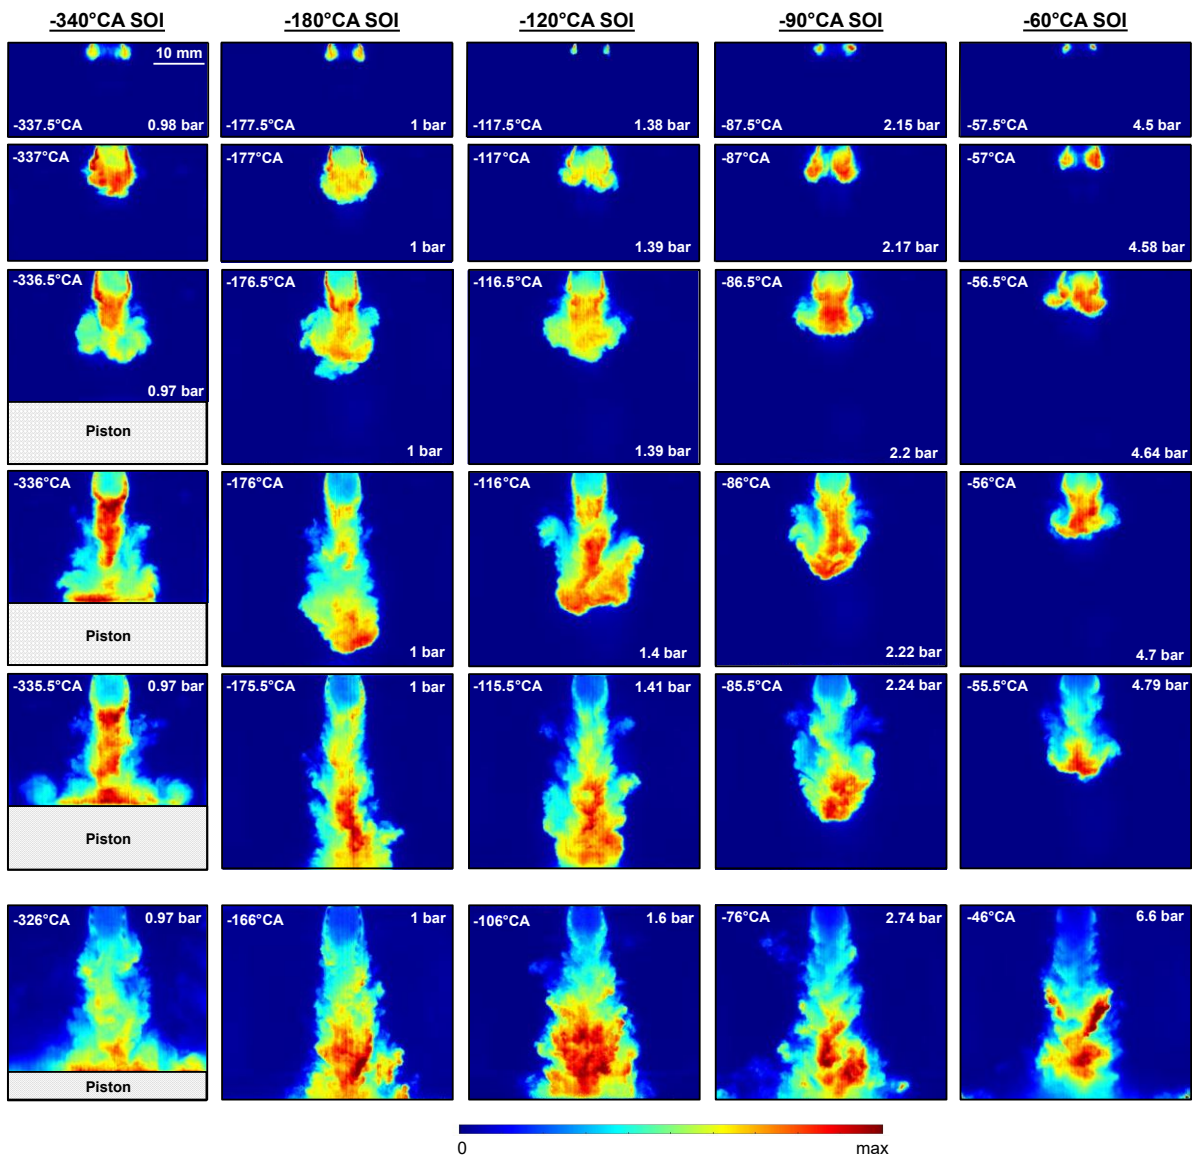 -340°CA SOI
-180°CA SOI
-120°CA SOI
-90°CA SOI
-60°CA SOI
10 mm
-337.5°CA
0.98 bar
-177.5°CA
1 bar
-117.5°CA
1.38 bar
-87.5°CA
2.15 bar
-57.5°CA
4.5 bar
-337°CA
-177°CA
1 bar
-117°CA
1.39 bar
-87°CA
2.17 bar
-57°CA
4.58 bar
-336.5°CA
0.97 bar
Piston
-176.5°CA
1 bar
-116.5°CA
1.39 bar
-86.5°CA
2.2 bar
-56.5°CA
4.64 bar
-336°CA
Piston
-176°CA
1 bar
-116°CA
1.4 bar
-86°CA
2.22 bar
-56°CA
4.7 bar
-335.5°CA
0.97 bar
Piston
-175.5°CA
1 bar
-115.5°CA
1.41 bar
-85.5°CA
2.24 bar
-55.5°CA
4.79 bar
-326°CA
0.97 bar
Piston
-166°CA
1 bar
-106°CA
1.6 bar
-76°CA
2.74 bar
-46°CA
6.6 bar
0
max